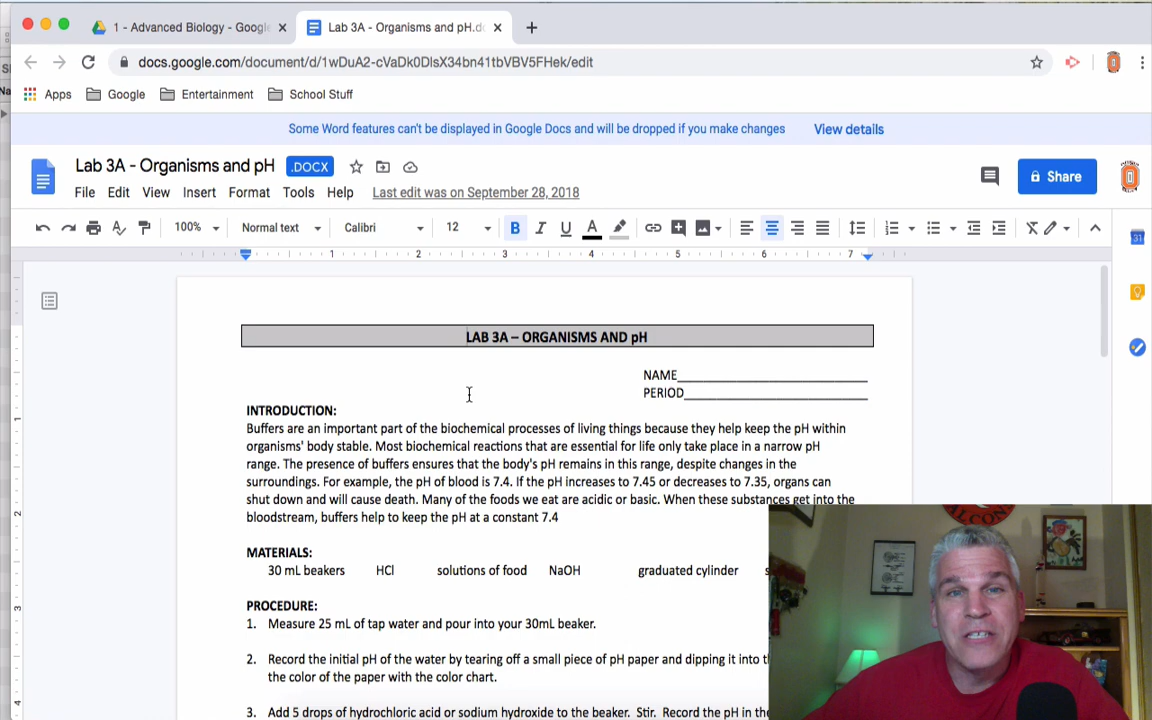 1 - Advanced Biology - Google
Lab 3A - Organisms and pH.do
docs.google.com/document/d/1wDuA2-cVaDk0DlsX34bn41tbVBV5FHek/edit
Apps Google Entertainment School Stuff
Some Word features can't be displayed in Google Docs and will be dropped if you make changes View details
Lab 3A - Organisms and pH .DOCX
Share
File Edit View Insert Format Tools Help Last edit was on September 28, 2018
100% Normal text Calibri 12 B I U A
1 2 3 4 5 6 7
31
LAB 3A – ORGANISMS AND pH
NAME____________________________
PERIOD___________________________
INTRODUCTION:
Buffers are an important part of the biochemical processes of living things because they help keep the pH within
organisms' body stable. Most biochemical reactions that are essential for life only take place in a narrow pH
range. The presence of buffers ensures that the body's pH remains in this range, despite changes in the
surroundings. For example, the pH of blood is 7.4. If the pH increases to 7.45 or decreases to 7.35, organs can
shut down and will cause death. Many of the foods we eat are acidic or basic. When these substances get into the
bloodstream, buffers help to keep the pH at a constant 7.4
MATERIALS:
30 mL beakers HCl solutions of food NaOH graduated cylinder
PROCEDURE:
1. Measure 25 mL of tap water and pour into your 30mL beaker.
2. Record the initial pH of the water by tearing off a small piece of pH paper and dipping it into
the color of the paper with the color chart.
3. Add 5 drops of hydrochloric acid or sodium hydroxide to the beaker. Stir. Record the pH in the